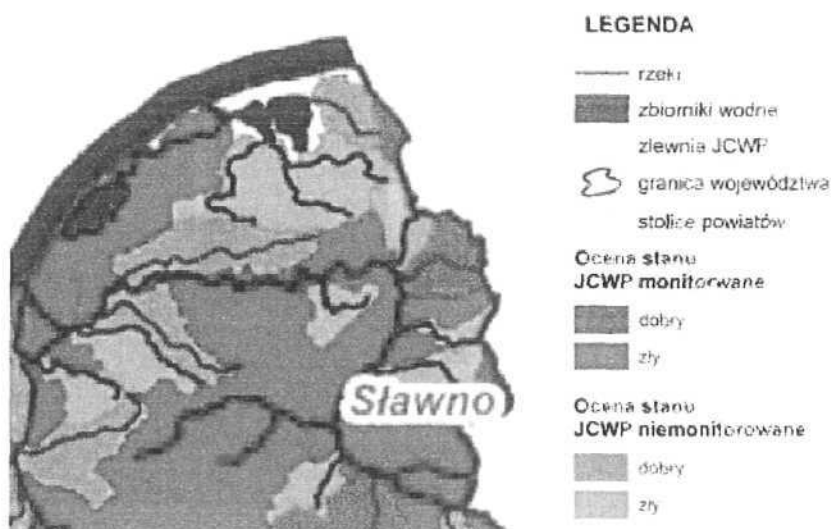 LEGENDA
rzeki
zbiorniki wodne
zlewnia JCWP
granica województwa
stolice powiatów
Ocena stanu
JCWP monitorwane
dobry
zły
Ocena stanu
JCWP niemonitorowane
dobry
zły
Sławno